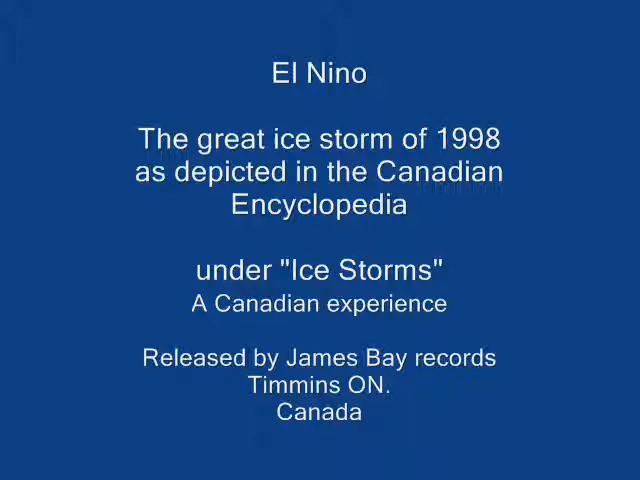 El Nino
The great ice storm of 1998
as depicted in the Canadian
Encyclopedia
under "Ice Storms"
A Canadian experience
Released by James Bay records
Timmins ON.
Canada